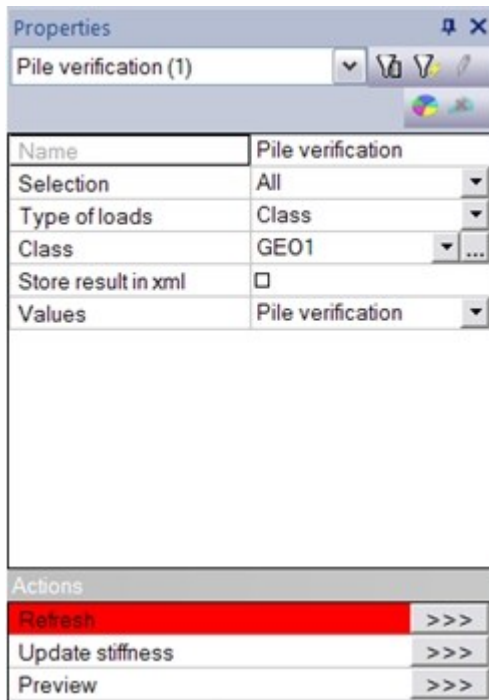 Properties
Pile verification (1)
Name Pile verification
Selection All
Type of loads Class
Class GEO1 ...
Store result in xml
Values Pile verification
Actions
Refresh >>>
Update stiffness >>>
Preview >>>